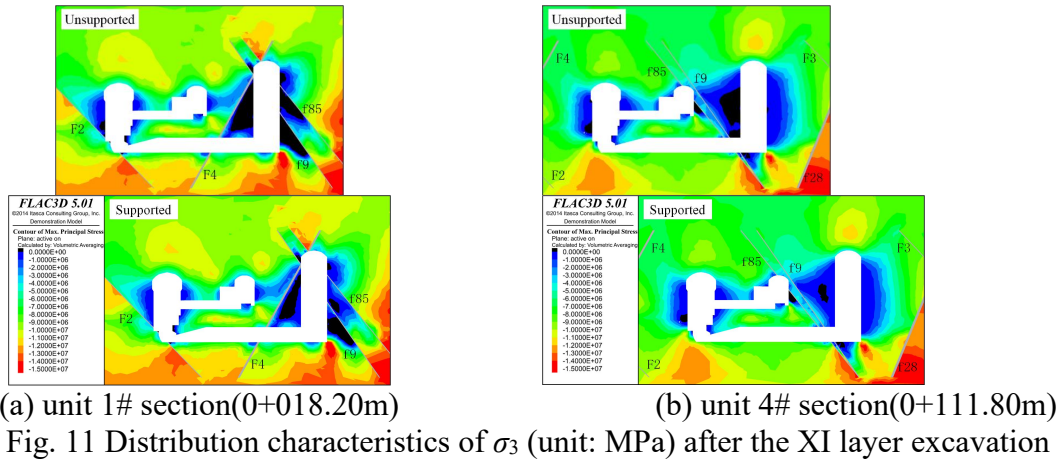 Unsupported
F2
F4
f85
f9
FLAC3D 5.01
©2014 Itasca Consulting Group, Inc.
Demonstration Model
Contour of Max. Principal Stress
Plane: active on
Calculated by: Volumetric Averaging
0.0000E+00
-1.0000E+06
-2.0000E+06
-3.0000E+06
-4.0000E+06
-5.0000E+06
-6.0000E+06
-7.0000E+06
-8.0000E+06
-9.0000E+06
-1.0000E+07
-1.1000E+07
-1.2000E+07
-1.3000E+07
-1.4000E+07
-1.5000E+07
Supported
F2
F4
f85
f9
(a) unit 1# section(0+018.20m)
Unsupported
F4
f85
f9
F3
F2
F28
FLAC3D 5.01
©2014 Itasca Consulting Group, Inc.
Demonstration Model
Contour of Max. Principal Stress
Plane: active on
Calculated by: Volumetric Averaging
0.0000E+00
-1.0000E+06
-2.0000E+06
-3.0000E+06
-4.0000E+06
-5.0000E+06
-6.0000E+06
-7.0000E+06
-8.0000E+06
-9.0000E+06
-1.0000E+07
-1.1000E+07
-1.2000E+07
-1.3000E+07
-1.4000E+07
-1.5000E+07
Supported
F4
f85
f9
F3
F2
F28
(b) unit 4# section(0+111.80m)
Fig. 11 Distribution characteristics of σ3 (unit: MPa) after the XI layer excavation